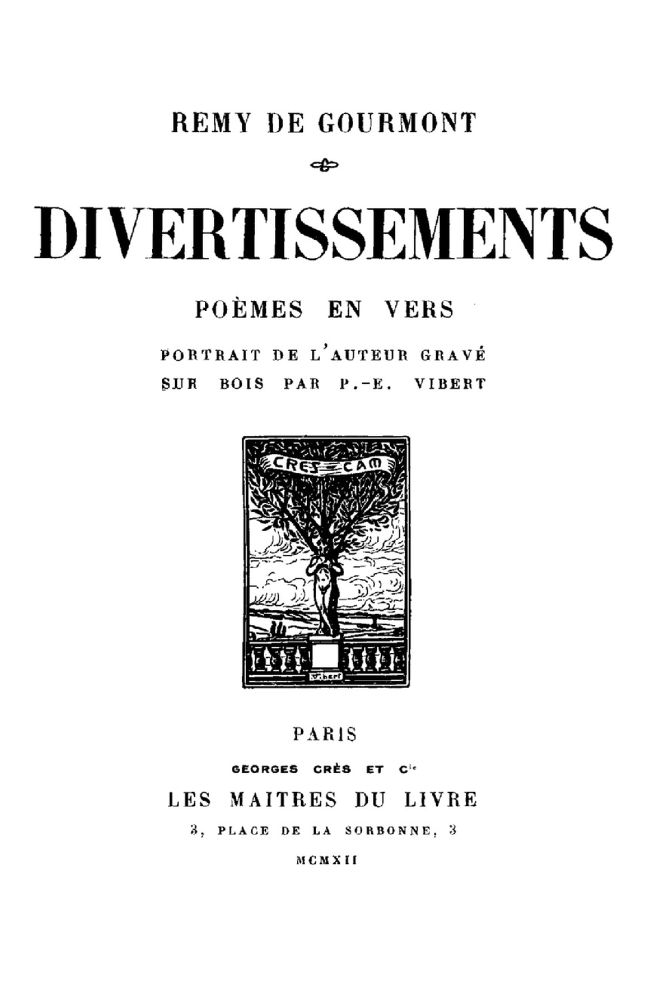 REMY DE GOURMONT
DIVERTISSEMENTS
POÈMES EN VERS
PORTRAIT DE L'AUTEUR GRAVÉ
SUR BOIS PAR P.-E. VIBERT
CRES CAM
Vibert
PARIS
GEORGES CRÈS ET Cie
LES MAITRES DU LIVRE
3, PLACE DE LA SORBONNE, 3
MCMXII